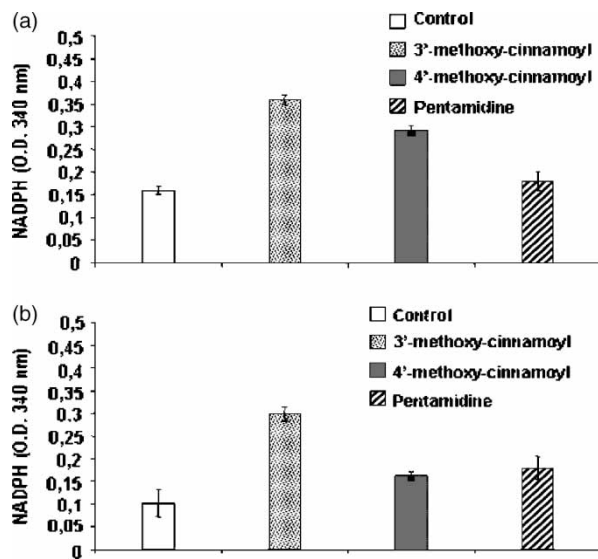 (a)
NADPH (O.D. 340 nm)
0,5
0,45
0,4
0,35
0,3
0,25
0,2
0,15
0,1
0,05
0
Control
3'-methoxy-cinnamoyl
4'-methoxy-cinnamoyl
Pentamidine
(b)
NADPH (O.D. 340 nm)
0,5
0,45
0,4
0,35
0,3
0,25
0,2
0,15
0,1
0,05
0
Control
3'-methoxy-cinnamoyl
4'-methoxy-cinnamoyl
Pentamidine